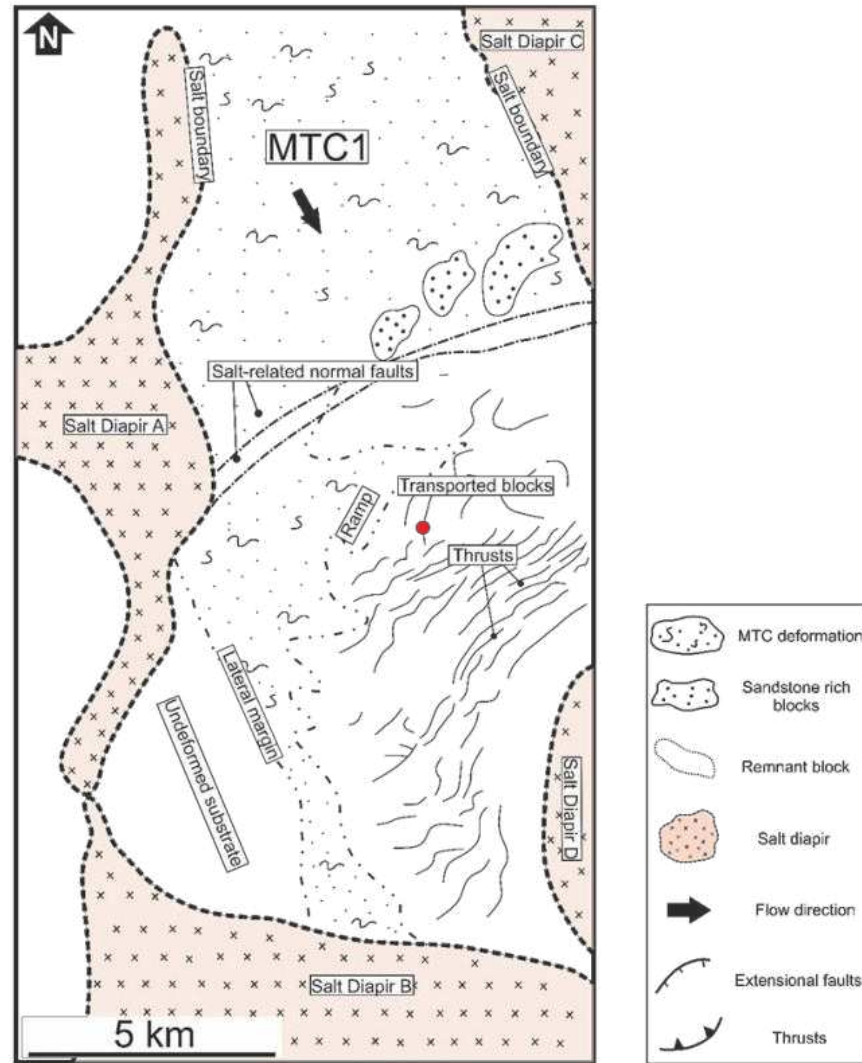 N
Salt Diapir C
Salt boundary
Salt boundary
MTC1
Salt-related normal faults
Salt Diapir A
Transported blocks
Ramp
Thrusts
Lateral margin
Undeformed substrate
Salt Diapir D
Salt Diapir B
5 km
MTC deformation
Sandstone rich
blocks
Remnant block
Salt diapir
Flow direction
Extensional faults
Thrusts